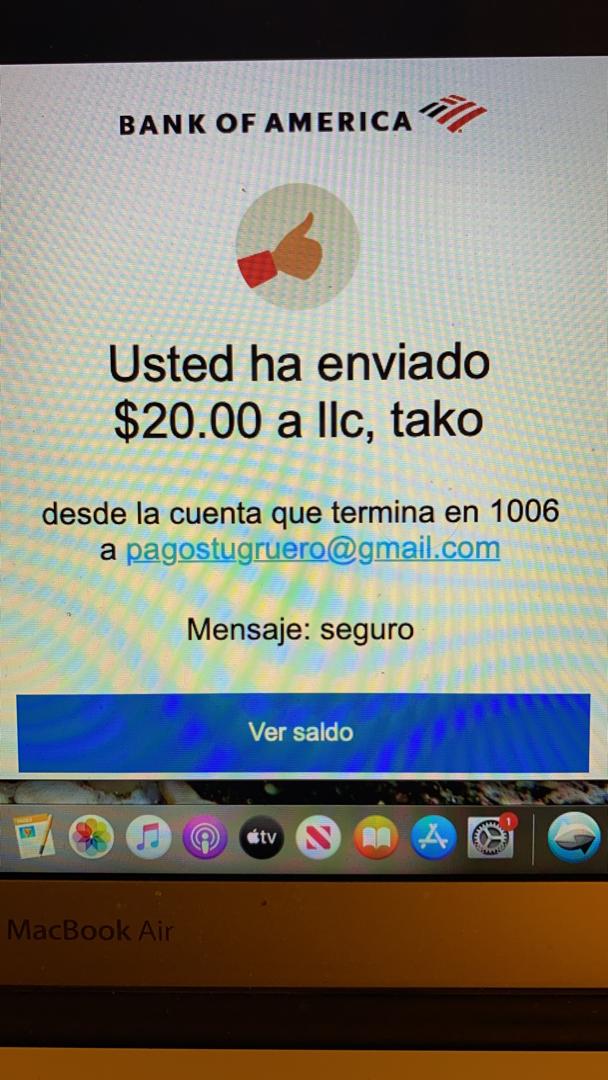 BANK OF AMERICA
Usted ha enviado
$20.00 a llc, tako
desde la cuenta que termina en 1006
a pagostugruero@gmail.com
Mensaje: seguro
Ver saldo
tv
1
MacBook Air